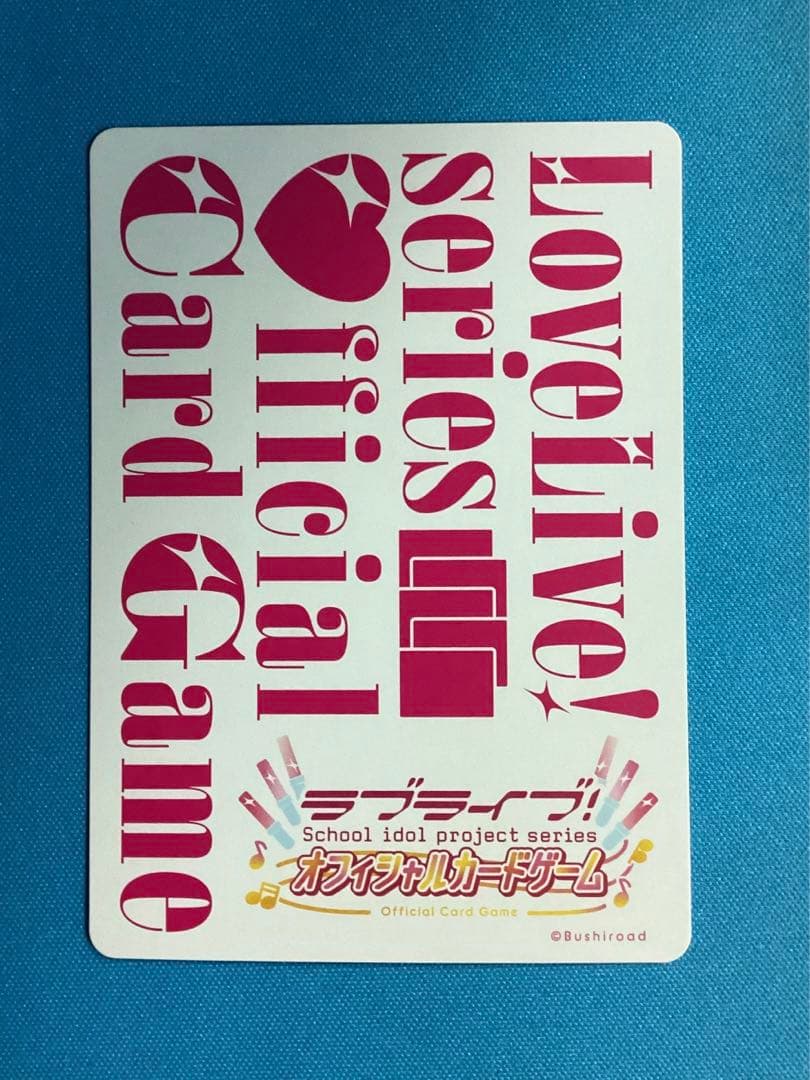 LoveLive!
series
Official
Card Game
ラブライブ!
School idol project series
オフィシャルカードゲーム
Official Card Game
©Bushiroad